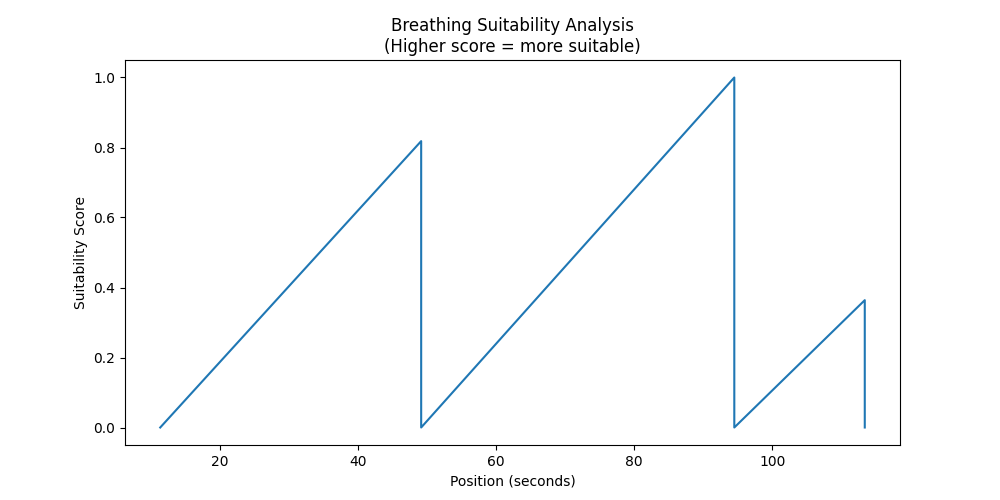 Breathing Suitability Analysis
(Higher score = more suitable)
Suitability Score
1.0
0.8
0.6
0.4
0.2
0.0
20 40 60 80 100
Position (seconds)